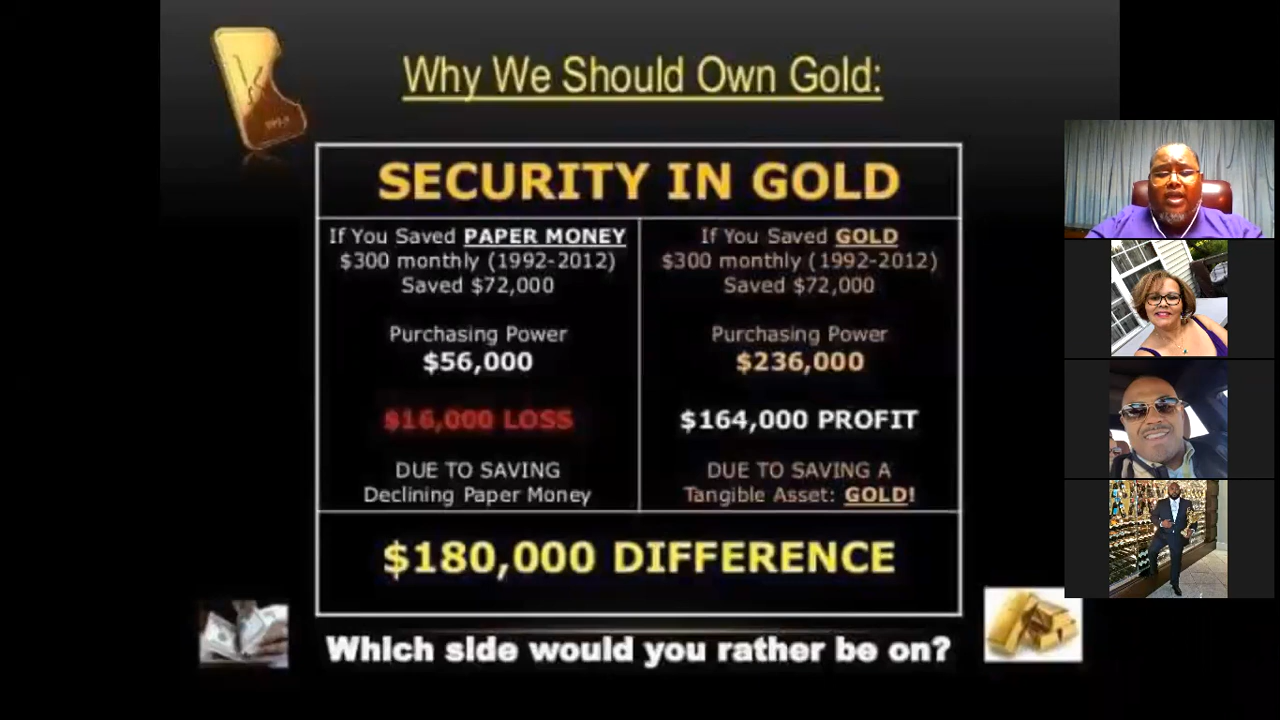 Why We Should Own Gold:
SECURITY IN GOLD
If You Saved PAPER MONEY
$300 monthly (1992-2012)
Saved $72,000
Purchasing Power
$56,000
$16,000 LOSS
DUE TO SAVING
Declining Paper Money
If You Saved GOLD
$300 monthly (1992-2012)
Saved $72,000
Purchasing Power
$236,000
$164,000 PROFIT
DUE TO SAVING A
Tangible Asset: GOLD!
$180,000 DIFFERENCE
Which side would you rather be on?